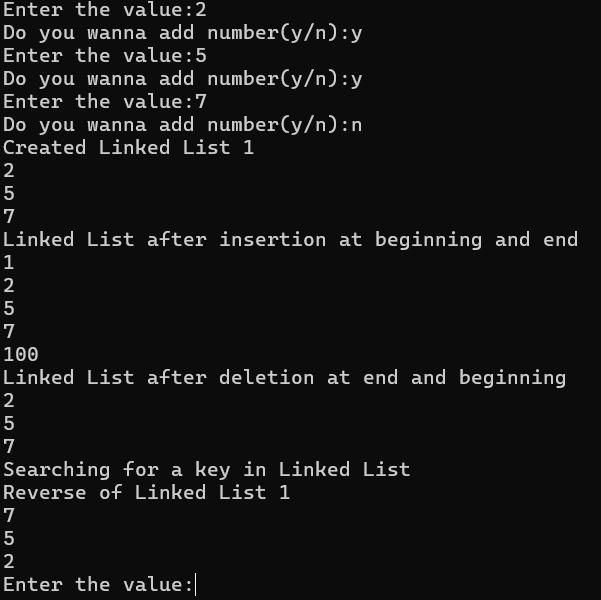 Enter the value:2
Do you wanna add number(y/n):y
Enter the value:5
Do you wanna add number(y/n):y
Enter the value:7
Do you wanna add number(y/n):n
Created Linked List 1
2
5
7
Linked List after insertion at beginning and end
1
2
5
7
100
Linked List after deletion at end and beginning
2
5
7
Searching for a key in Linked List
Reverse of Linked List 1
7
5
2
Enter the value: